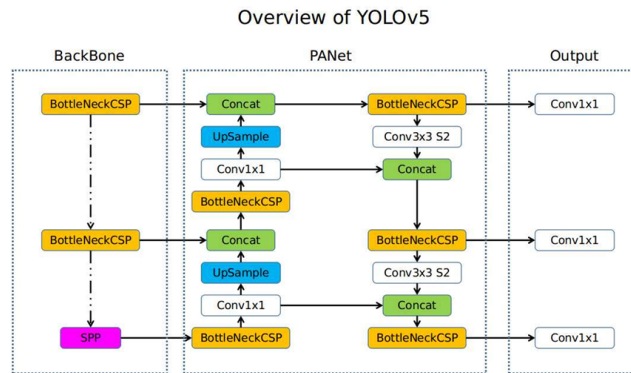 Overview of YOLOv5
BackBone PANet Output
BottleNeckCSP Concat BottleNeckCSP Conv1x1
UpSample Conv3x3 S2
Conv1x1 Concat
BottleNeckCSP
BottleNeckCSP Concat BottleNeckCSP Conv1x1
UpSample Conv3x3 S2
Conv1x1 Concat
SPP BottleNeckCSP BottleNeckCSP Conv1x1